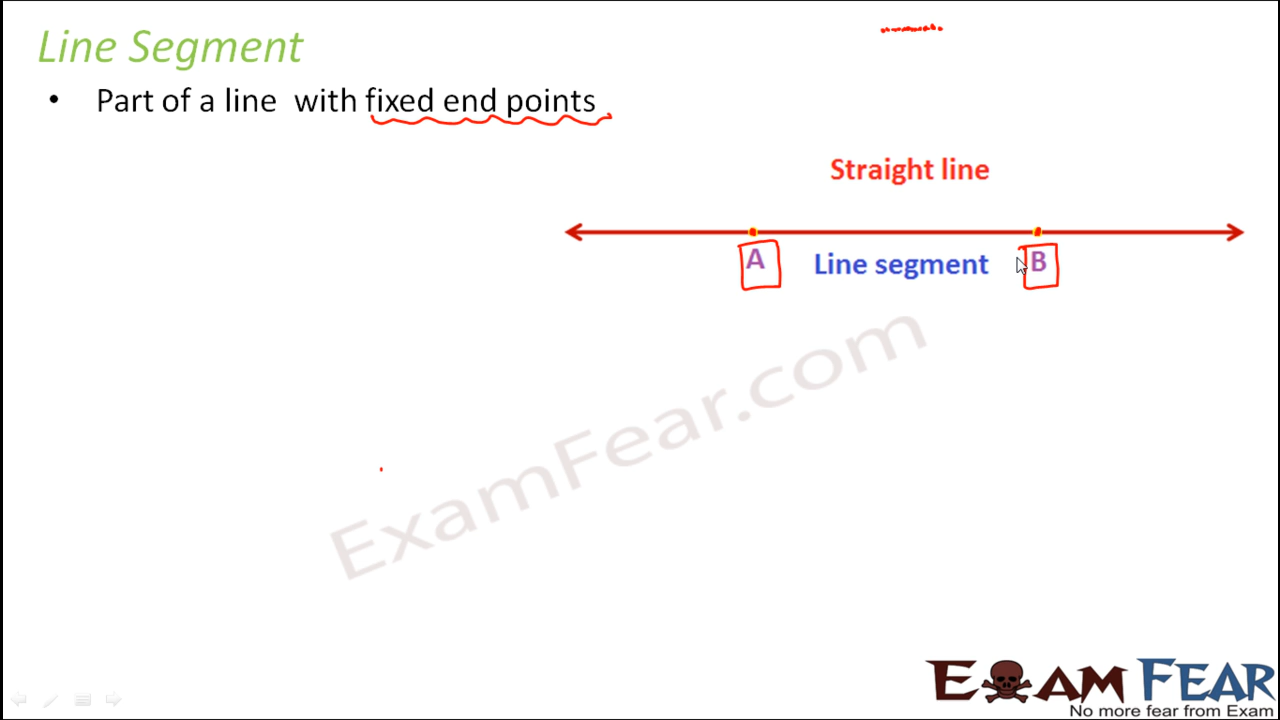 Line Segment
• Part of a line with fixed end points
Straight line
A Line segment B
ExamFear.com
EXAM FEAR
No more fear from Exam